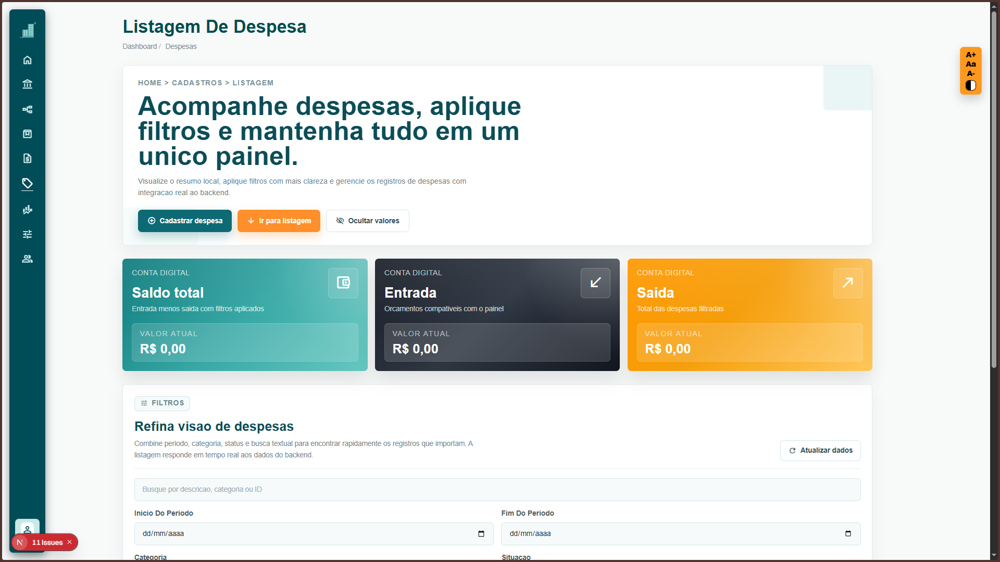 Listagem De Despesa
Dashboard / Despesas
A+
Aa
A-
HOME > CADASTROS > LISTAGEM
Acompanhe despesas, aplique
filtros e mantenha tudo em um
unico painel.
Visualize o resumo local, aplique filtros com mais clareza e gerencie os registros de despesas com
integracao real ao backend.
Cadastrar despesa
Ir para listagem
Ocultar valores
CONTA DIGITAL
Saldo total
Entrada menos saida com filtros aplicados
VALOR ATUAL
R$ 0,00
CONTA DIGITAL
Entrada
Orcamentos compativeis com o painel
VALOR ATUAL
R$ 0,00
CONTA DIGITAL
Saida
Total das despesas filtradas
VALOR ATUAL
R$ 0,00
FILTROS
Refina visao de despesas
Combine periodo, categoria, status e busca textual para encontrar rapidamente os registros que importam. A
listagem responde em tempo real aos dados do backend.
Atualizar dados
Busque por descricao, categoria ou ID
Inicio Do Periodo
Fim Do Periodo
dd/mm/aaaa
dd/mm/aaaa
Categoria
Situacao
N 11 Issues